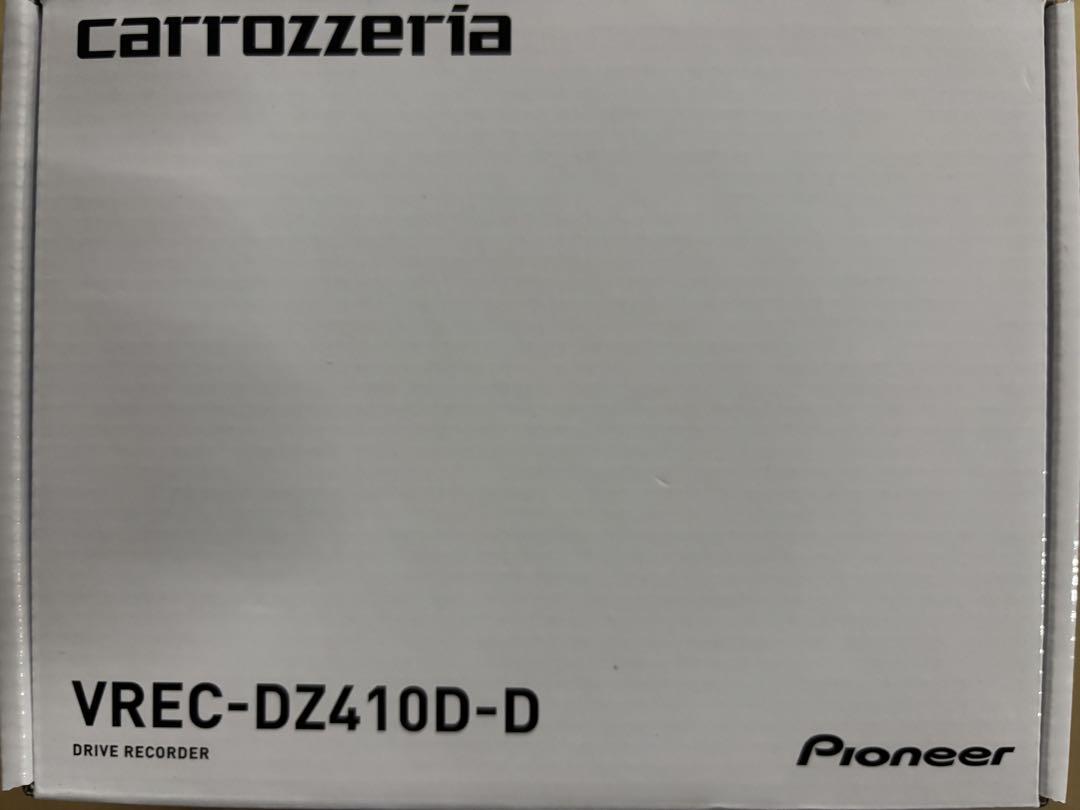 carrozzeria
VREC-DZ410D-D
DRIVE RECORDER
Pioneer